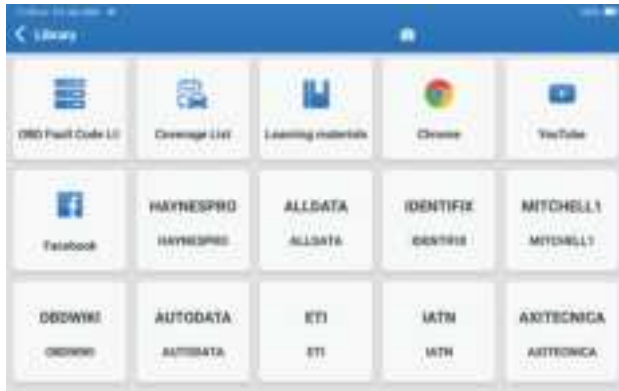 Library
OBD Fault Code Li
Coverage List
Learning materials
Chrome
YouTube
Facebook
HAYNESPRO
HAYNESPRO
ALLDATA
ALLDATA
IDENTIFIX
IDENTIFIX
MITCHELL1
MITCHELL1
OBDWIKI
OBDWIKI
AUTODATA
AUTODATA
ETI
ETI
IATN
IATN
AXITECNICA
AXITECNICA